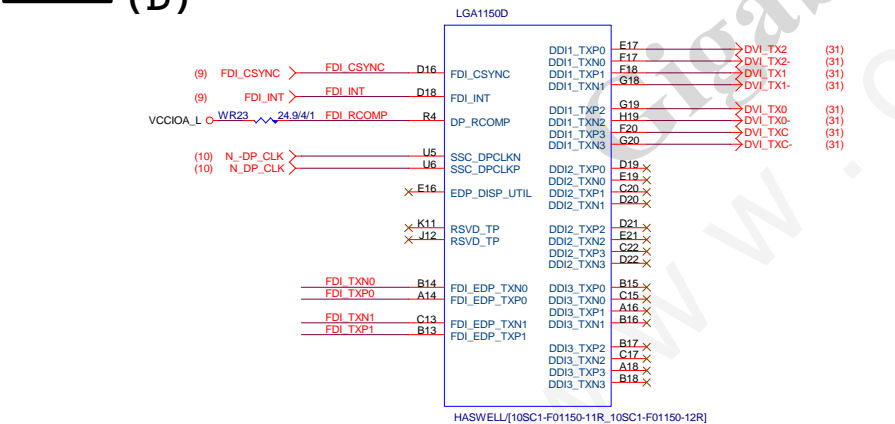 (D)
LGA1150D
(9) FDI_CSYNC FDI_CSYNC D16 FDI_CSYNC
(9) FDI_INT FDI_INT D18 FDI_INT
VCCIOA_L WR23 24.9/4/1 FDI_RCOMP R4 DP_RCOMP
(10) N_-DP_CLK U5 SSC_DPCLKN
(10) N_DP_CLK U6 SSC_DPCLKP
E16 EDP_DISP_UTIL
K11 RSVD_TP
J12 RSVD_TP
FDI_TXN0 B14 FDI_EDP_TXN0
FDI_TXP0 A14 FDI_EDP_TXP0
FDI_TXN1 C13 FDI_EDP_TXN1
FDI_TXP1 B13 FDI_EDP_TXP1
DDI1_TXP0 E17 DVI_TX2 (31)
DDI1_TXN0 F17 DVI_TX2- (31)
DDI1_TXP1 F18 DVI_TX1 (31)
DDI1_TXN1 G18 DVI_TX1- (31)
DDI1_TXP2 G19 DVI_TX0 (31)
DDI1_TXN2 H19 DVI_TX0- (31)
DDI1_TXP3 F20 DVI_TXC (31)
DDI1_TXN3 G20 DVI_TXC- (31)
DDI2_TXP0 D19
DDI2_TXN0 E19
DDI2_TXP1 C20
DDI2_TXN1 D20
DDI2_TXP2 D21
DDI2_TXN2 E21
DDI2_TXP3 C22
DDI2_TXN3 D22
DDI3_TXP0 B15
DDI3_TXN0 C15
DDI3_TXP1 A16
DDI3_TXN1 B16
DDI3_TXP2 B17
DDI3_TXN2 C17
DDI3_TXP3 A18
DDI3_TXN3 B18
HASWELL/[10SC1-F01150-11R_10SC1-F01150-12R]